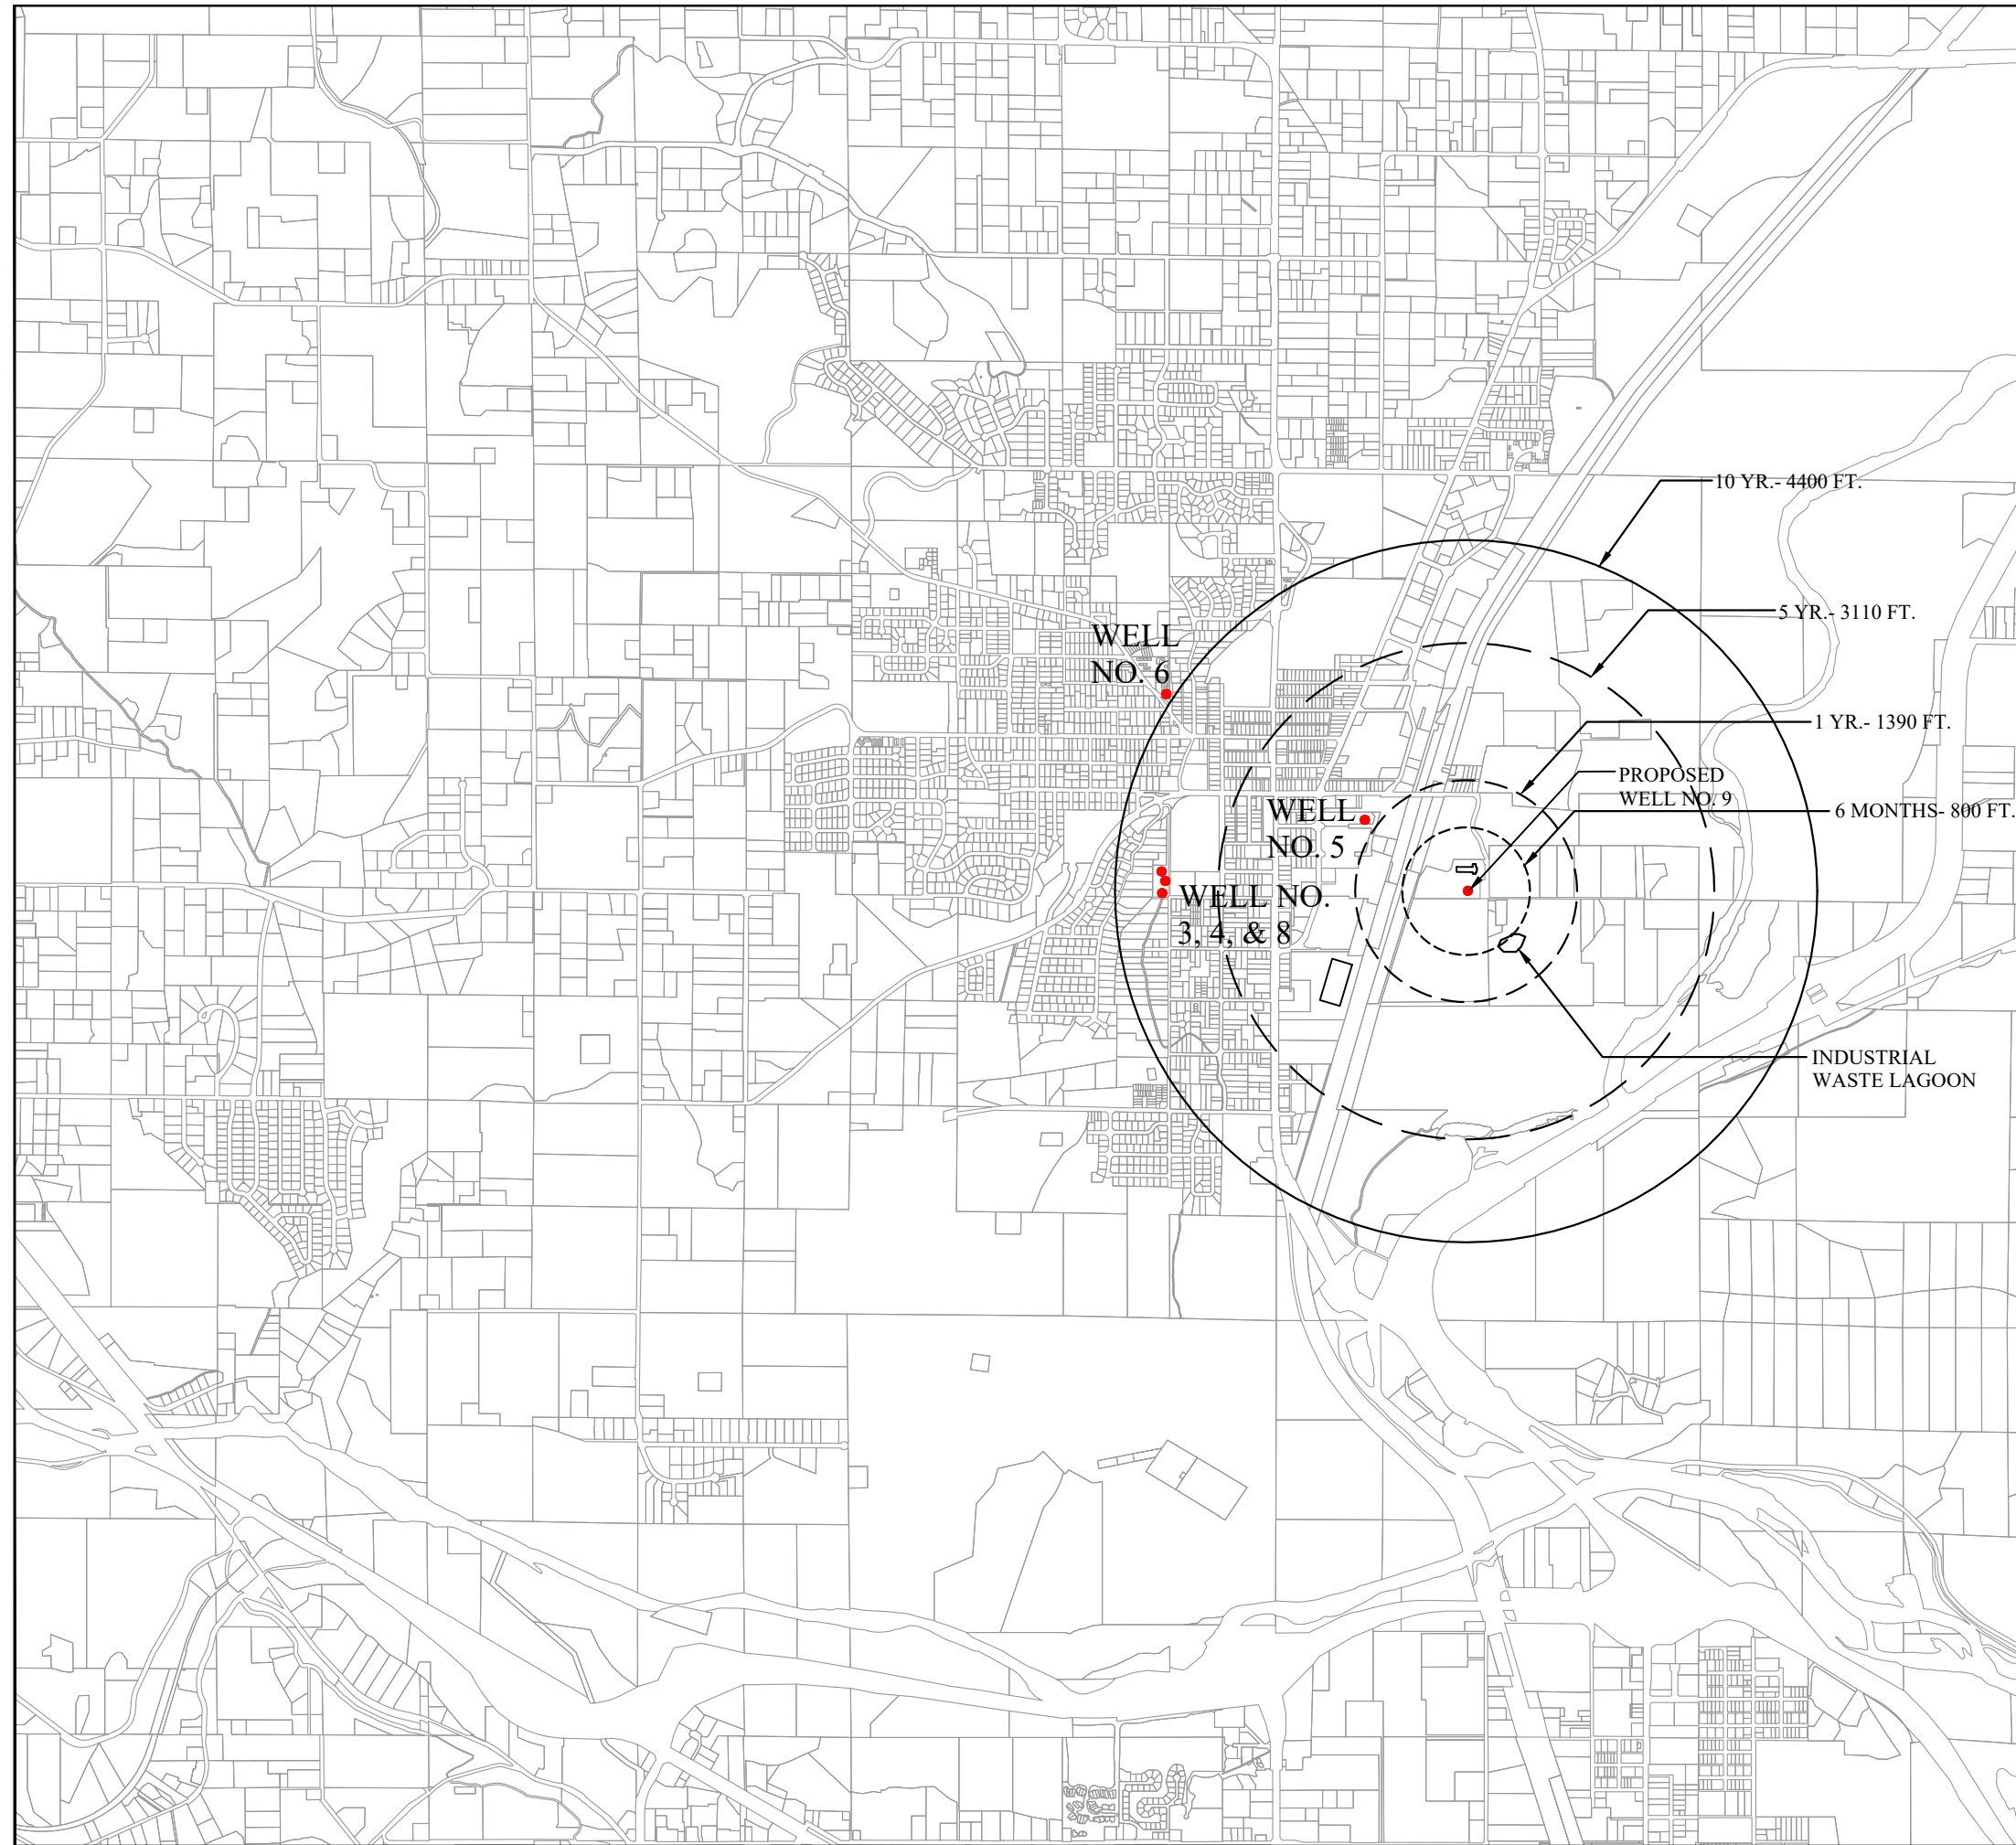 10 YR.- 4400 FT.
5 YR.- 3110 FT.
WELL
NO. 6
1 YR.- 1390 FT.
PROPOSED
WELL NO. 9
6 MONTHS- 800 FT.
WELL
NO. 5
WELL NO.
3, 4, & 8
INDUSTRIAL
WASTE LAGOON